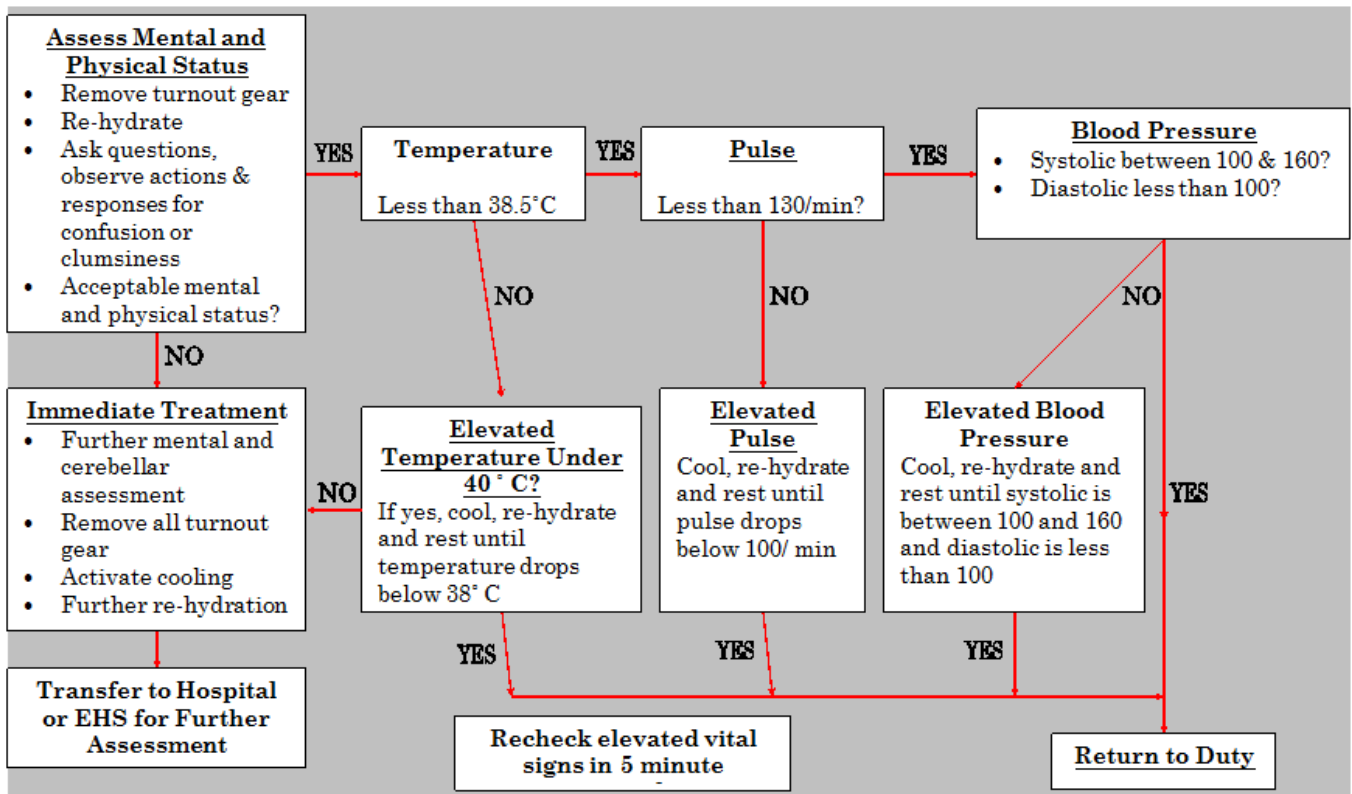 Assess Mental and
Physical Status
• Remove turnout gear
• Re-hydrate
• Ask questions,
observe actions &
responses for
confusion or
clumsiness
• Acceptable mental
and physical status?
YES
Temperature
Less than 38.5°C
YES
Pulse
Less than 130/min?
YES
Blood Pressure
• Systolic between 100 & 160?
• Diastolic less than 100?
NO
NO
NO
NO
Immediate Treatment
• Further mental and
cerebellar
assessment
• Remove all turnout
gear
• Activate cooling
• Further re-hydration
NO
Elevated
Temperature Under
40 ° C?
If yes, cool, re-hydrate
and rest until
temperature drops
below 38° C
Elevated
Pulse
Cool, re-hydrate
and rest until
pulse drops
below 100/ min
Elevated Blood
Pressure
Cool, re-hydrate and
rest until systolic is
between 100 and 160
and diastolic is less
than 100
YES
YES
YES
YES
Transfer to Hospital
or EHS for Further
Assessment
Recheck elevated vital
signs in 5 minute
Return to Duty